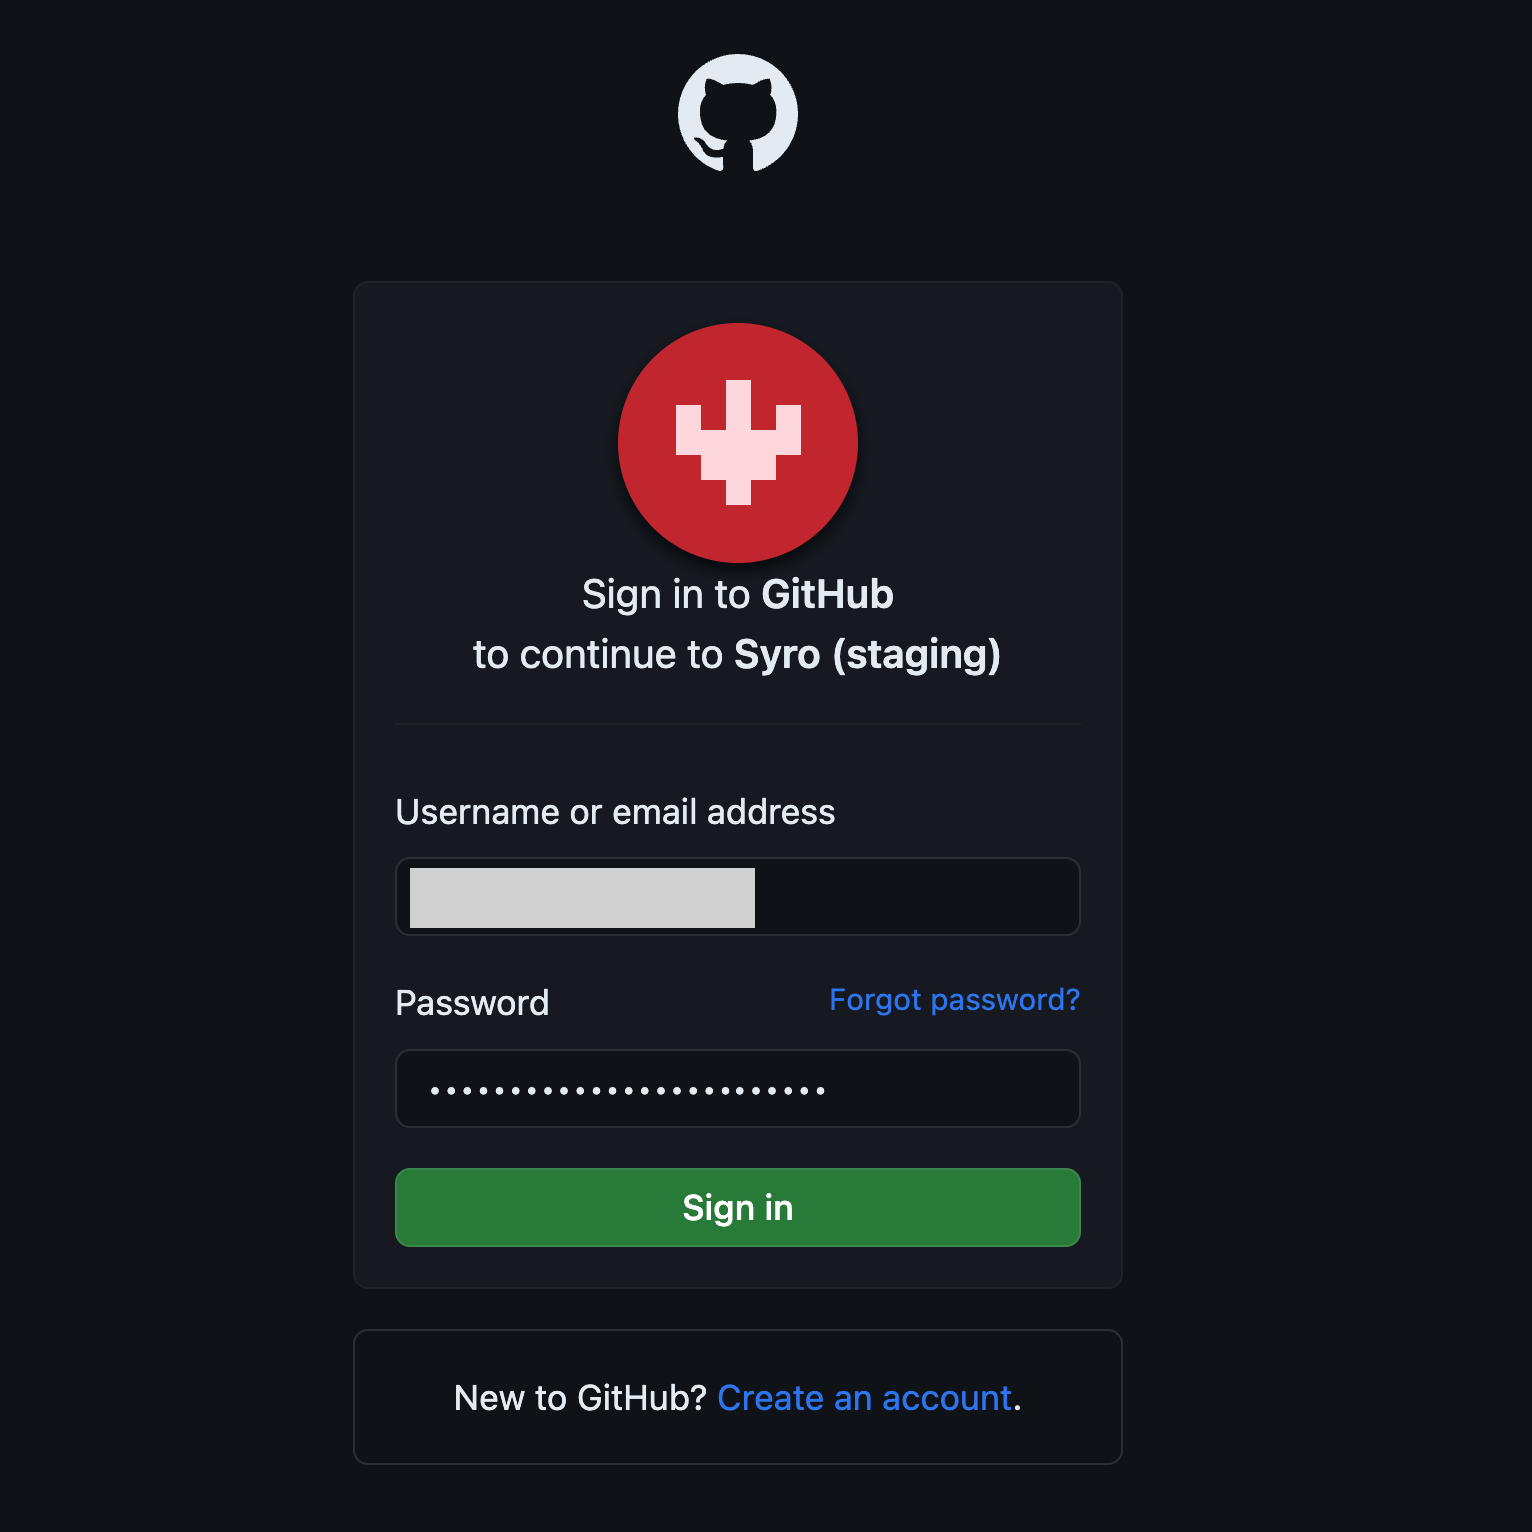 Sign in to GitHub
to continue to Syro (staging)
Username or email address
Password
Forgot password?
•••••••••••••••••••••••••
Sign in
New to GitHub? Create an account.